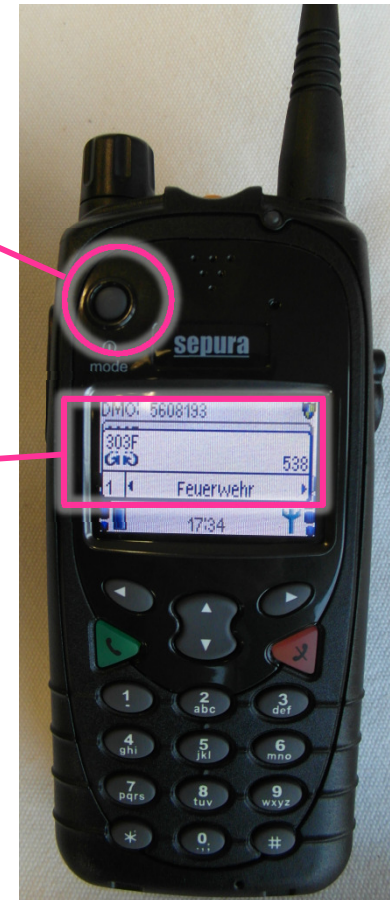 sepura
mode
DMO: 5608193
303F
538
1 Feuerwehr
17:34
1 2 abc 3 def
4 ghi 5 jkl 6 mno
7 pqrs 8 tuv 9 wxyz
* 0 #